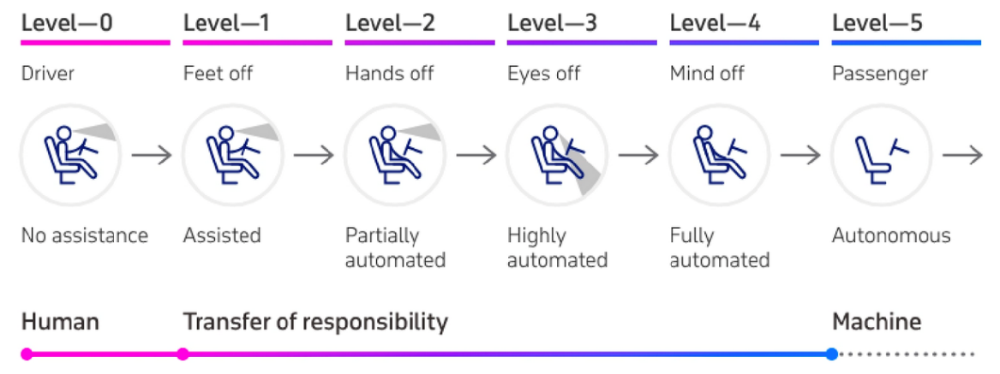 Level—0 Level—1 Level—2 Level—3 Level—4 Level—5
Driver Feet off Hands off Eyes off Mind off Passenger
No assistance Assisted Partially automated Highly automated Fully automated Autonomous
Human Transfer of responsibility Machine